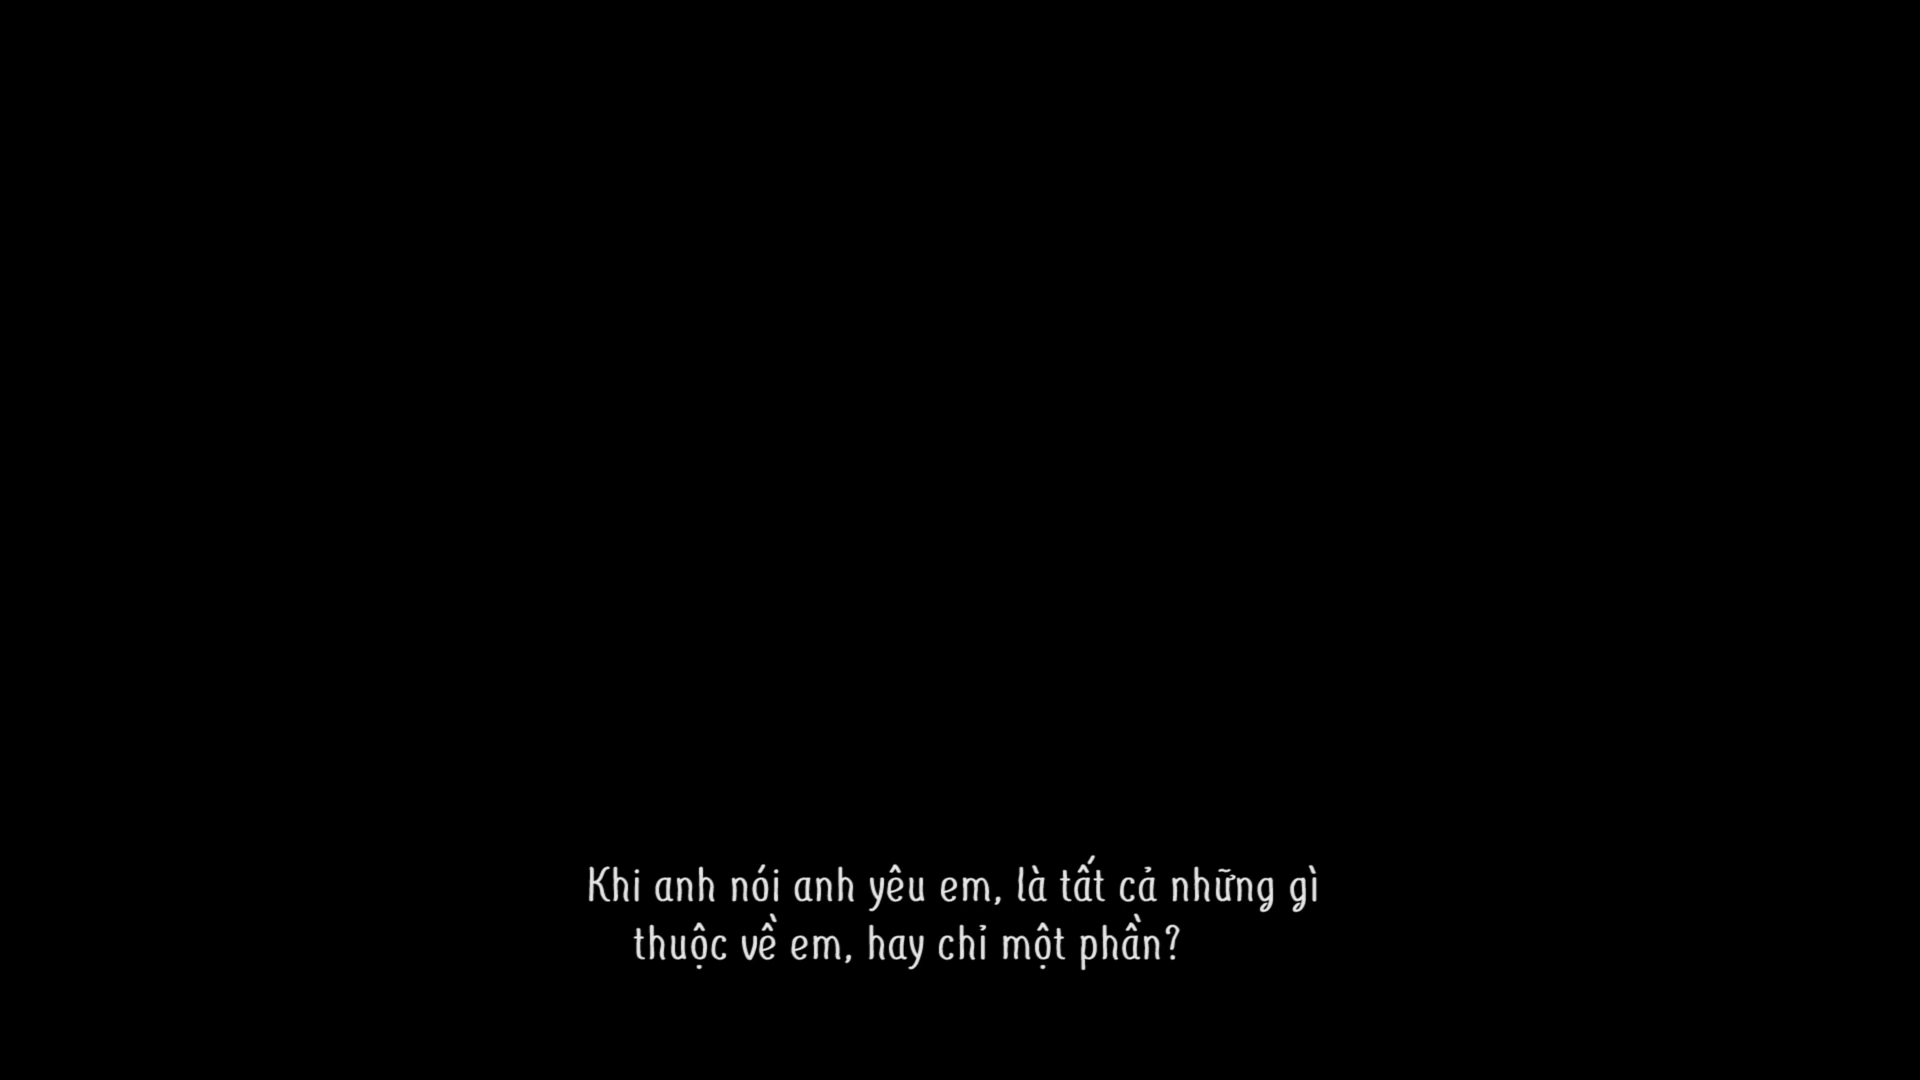 Khi anh nói anh yêu em, là tất cả những gì
thuộc về em, hay chỉ một phần?